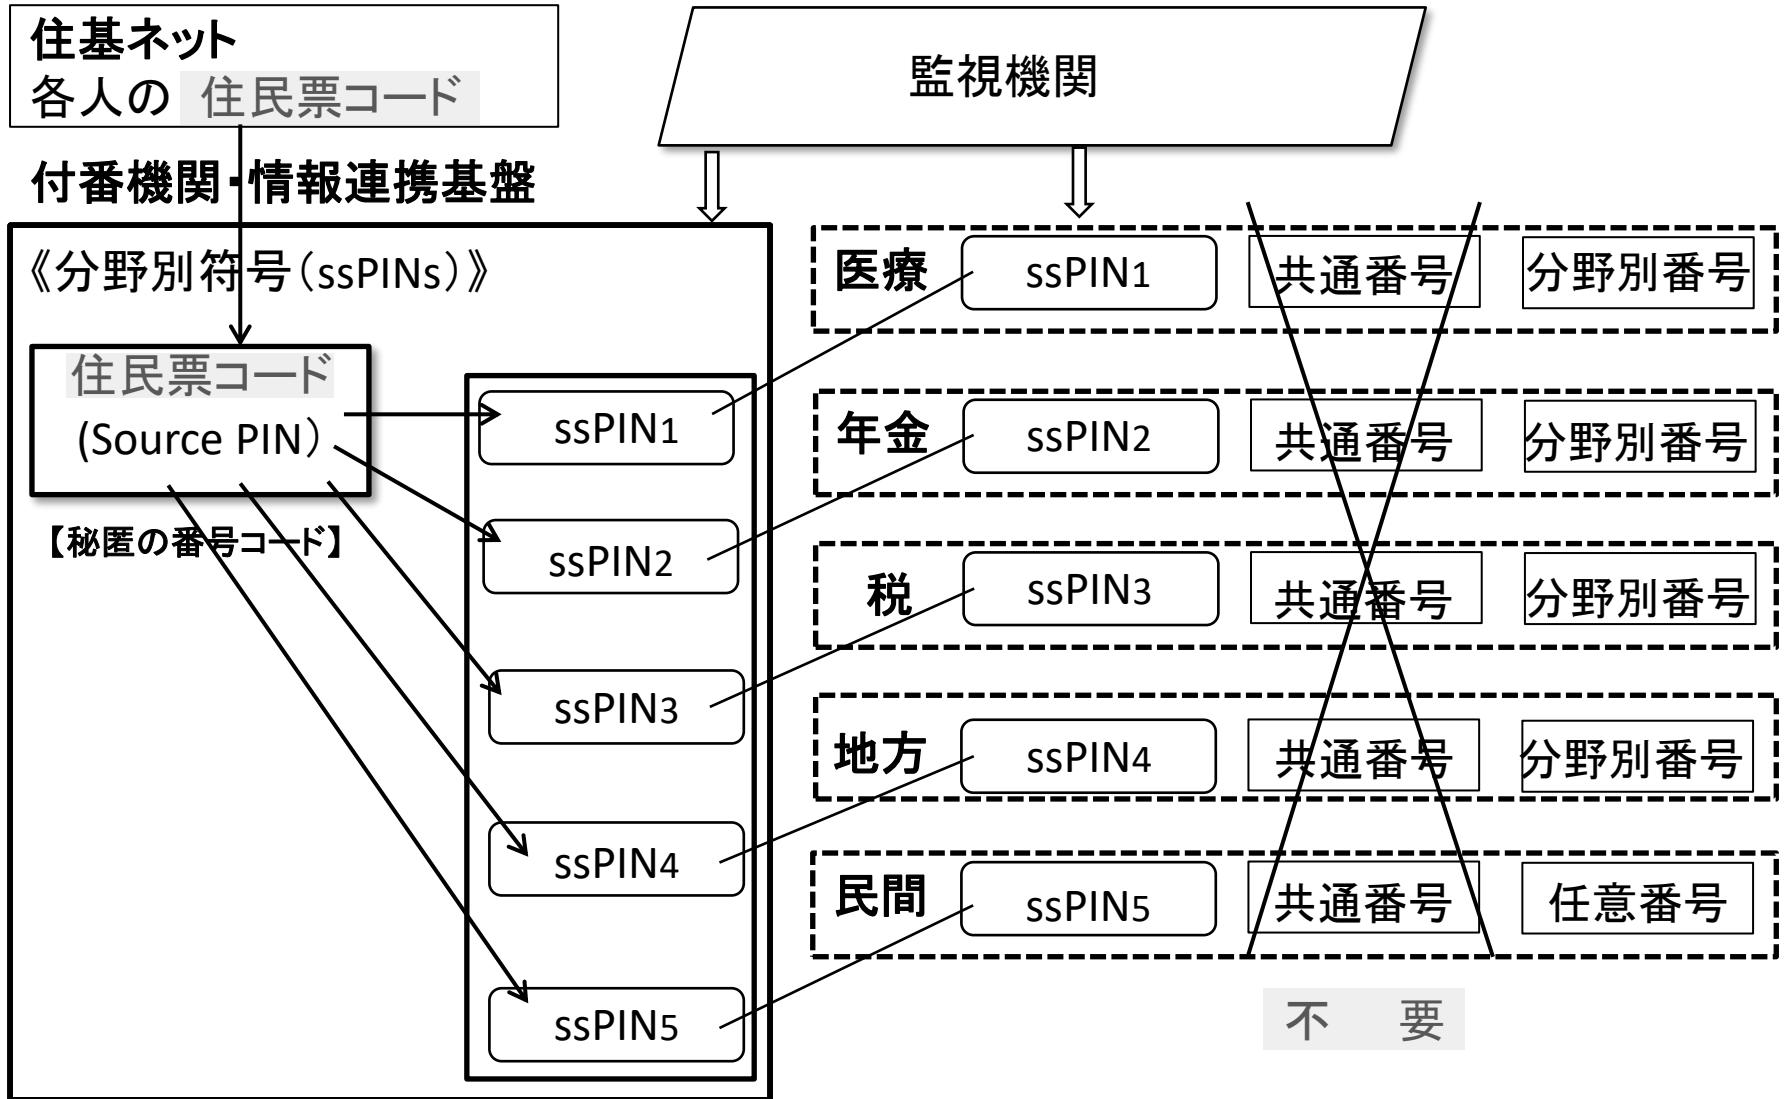 住基ネット
各人の 住民票コード
監視機関
付番機関・情報連携基盤
《分野別符号（ssPINs）》
住民票コード
(Source PIN）
【秘匿の番号コード】
ssPIN1
ssPIN2
ssPIN3
ssPIN4
ssPIN5
医療 ssPIN1 共通番号 分野別番号
年金 ssPIN2 共通番号 分野別番号
税 ssPIN3 共通番号 分野別番号
地方 ssPIN4 共通番号 分野別番号
民間 ssPIN5 共通番号 任意番号
不　要